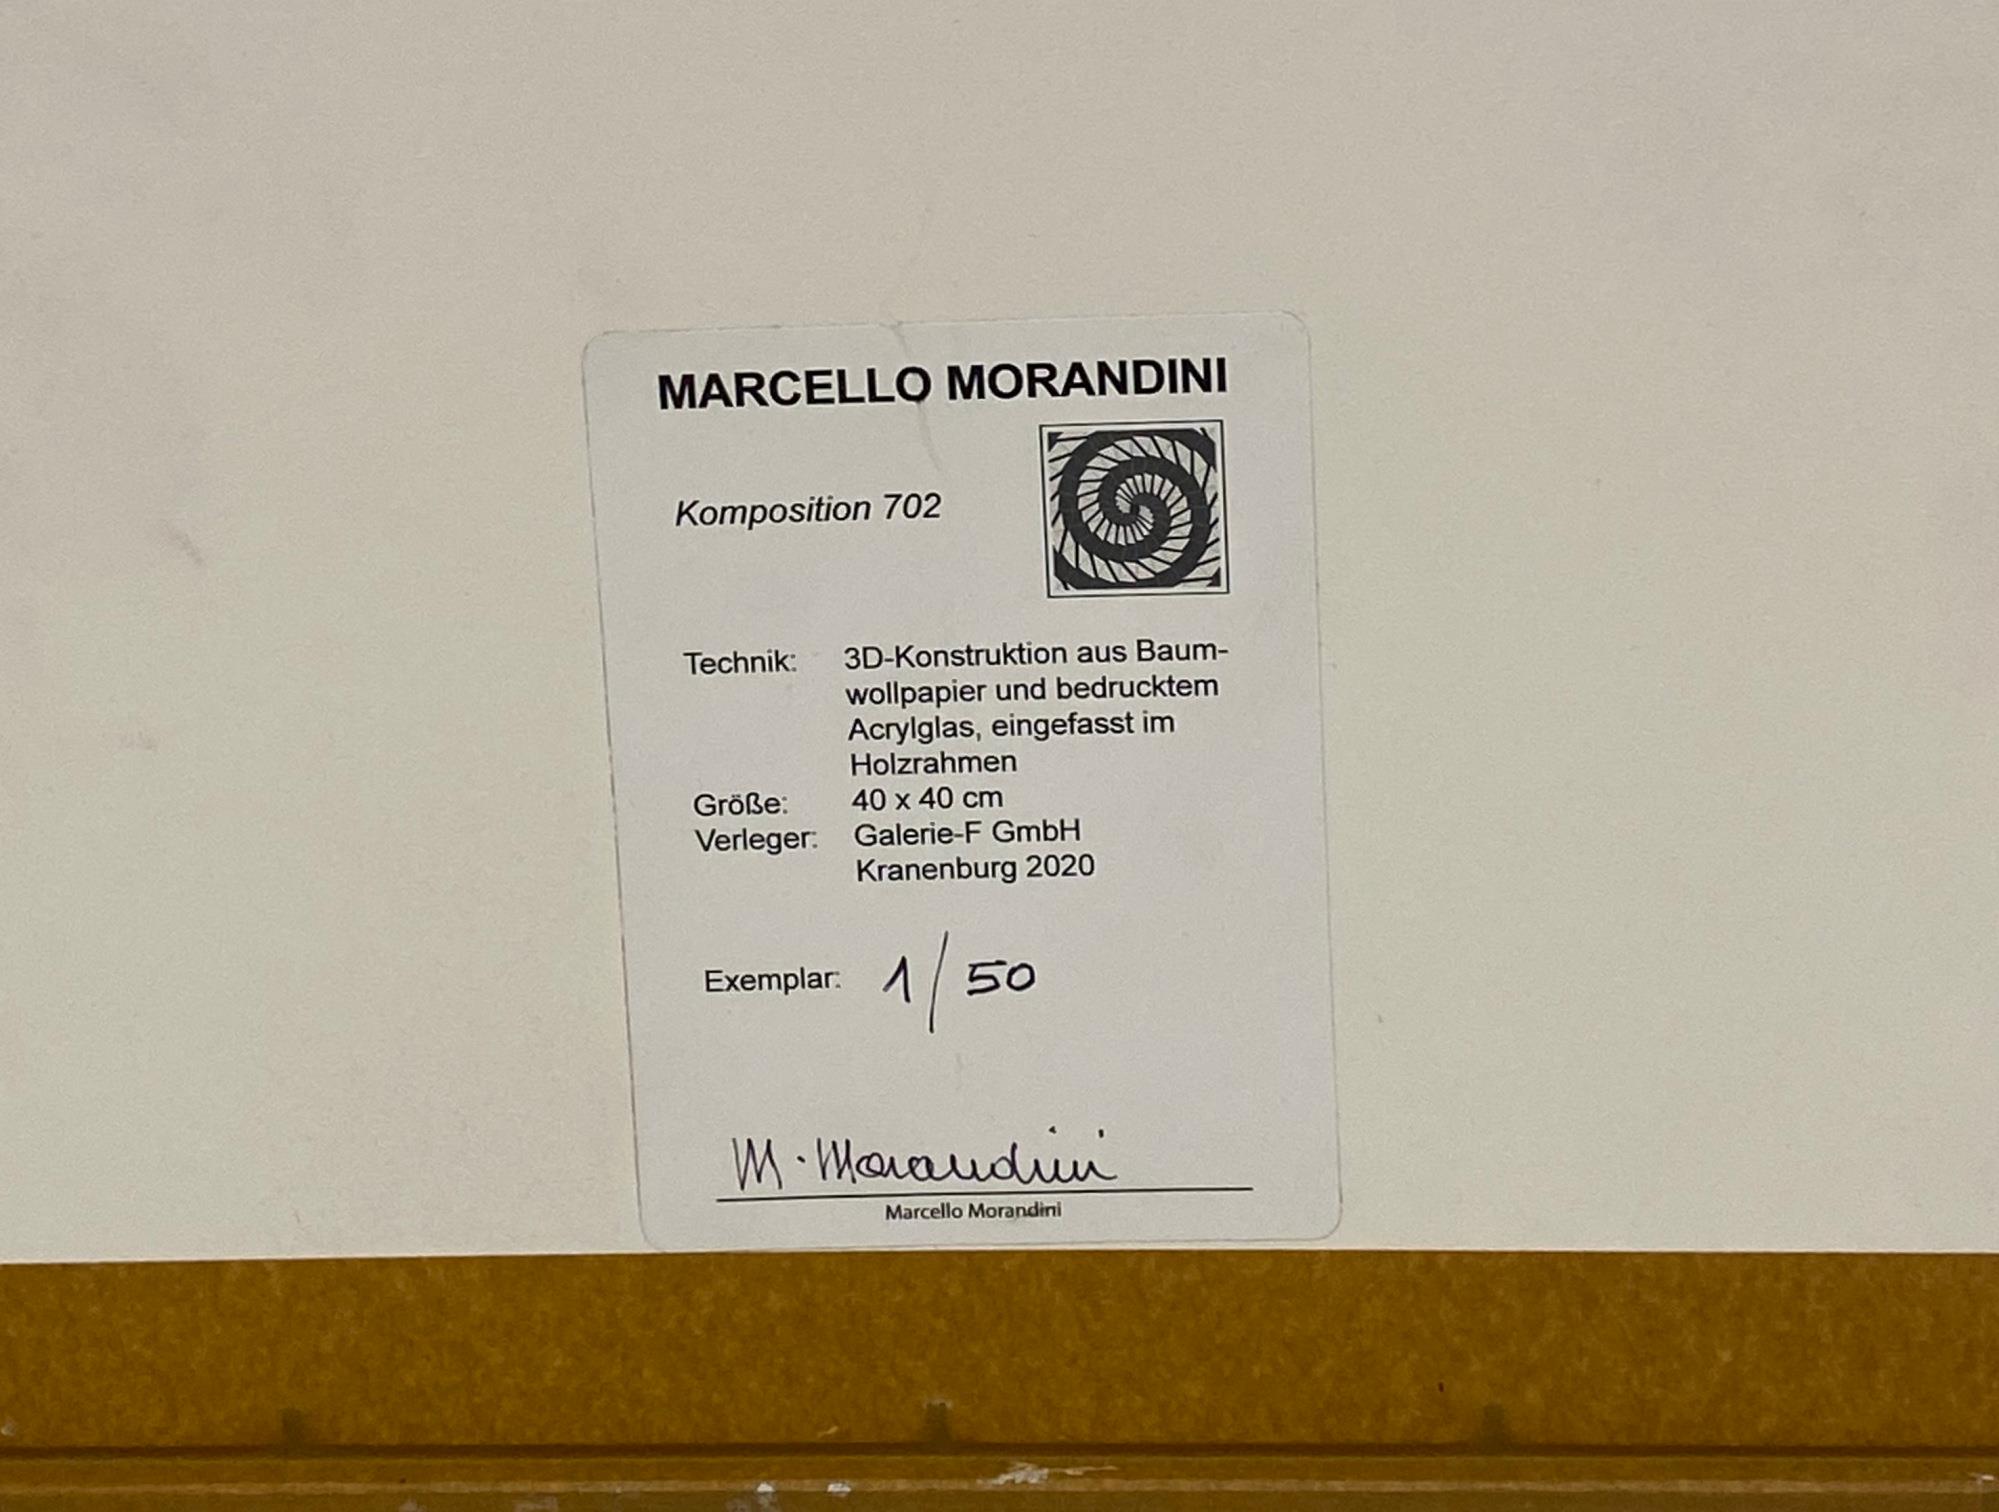 MARCELLO MORANDINI
Komposition 702
Technik: 3D-Konstruktion aus Baum-
wollpapier und bedrucktem
Acrylglas, eingefasst im
Holzrahmen
Größe: 40 x 40 cm
Verleger: Galerie-F GmbH
Kranenburg 2020
Exemplar: 1/50
M. Morandini
Marcello Morandini